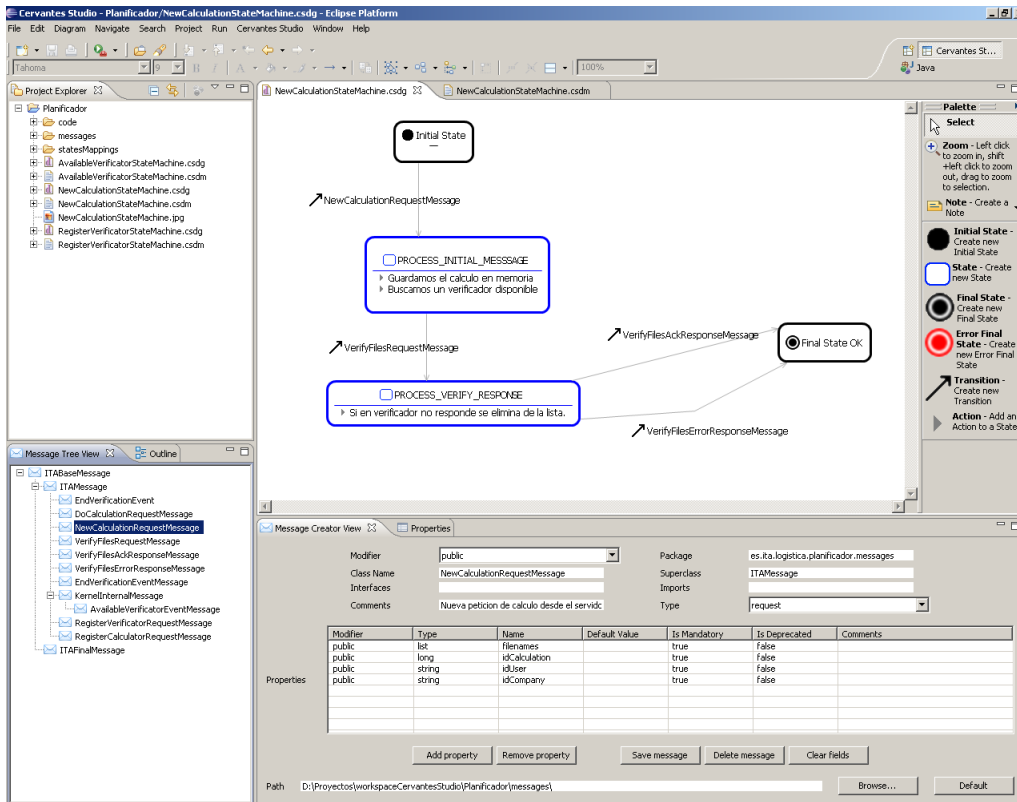 Cervantes Studio - Planificador/NewCalculationStateMachine.csdg - Eclipse Platform
File Edit Diagram Navigate Search Project Run Cervantes Studio Window Help
Cervantes St...
Tahoma 9 B I A 100% Java
Project Explorer
Planificador
code
messages
statesMappings
AvailableVerificatorStateMachine.csdg
AvailableVerificatorStateMachine.csdm
NewCalculationStateMachine.csdg
NewCalculationStateMachine.csdm
NewCalculationStateMachine.jpg
RegisterVerificatorStateMachine.csdg
RegisterVerificatorStateMachine.csdm
NewCalculationStateMachine.csdg NewCalculationStateMachine.csdm
Initial State
NewCalculationRequestMessage
PROCESS_INITIAL_MESSSAGE
Guardamos el calculo en memoria
Buscamos un verificador disponible
VerifyFilesRequestMessage
VerifyFilesAckResponseMessage
Final State OK
PROCESS_VERIFY_RESPONSE
Si en verificador no responde se elimina de la lista.
VerifyFilesErrorResponseMessage
Palette
Select
Zoom - Left click
to zoom in, shift
+left click to zoom
out, drag to zoom
to selection.
Note - Create a
Note
Initial State -
Create new
Initial State
State - Create
new State
Final State -
Create new
Final State
Error Final
State - Create
new Error Final
State
Transition -
Create new
Transition
Action - Add an
Action to a State
Message Tree View Outline
ITABaseMessage
ITAMessage
EndVerificationEvent
DoCalculationRequestMessage
NewCalculationRequestMessage
VerifyFilesRequestMessage
VerifyFilesAckResponseMessage
VerifyFilesErrorResponseMessage
EndVerificationEventMessage
KernelInternalMessage
AvailableVerificatorEventMessage
RegisterVerificatorRequestMessage
RegisterCalculatorRequestMessage
ITAFinalMessage
Message Creator View Properties
Modifier public Package es.ita.logistica.planificador.messages
Class Name NewCalculationRequestMessage Superclass ITAMessage
Interfaces Imports
Comments Nueva peticion de calculo desde el servidc Type request
Modifier Type Name Default Value Is Mandatory Is Deprecated Comments
public list filenames true false
public long idCalculation true false
public string idUser true false
public string idCompany true false
Properties
Add property Remove property Save message Delete message Clear fields
Path D:\Proyectos\workspaceCervantesStudio\Planificador\messages\ Browse... Default